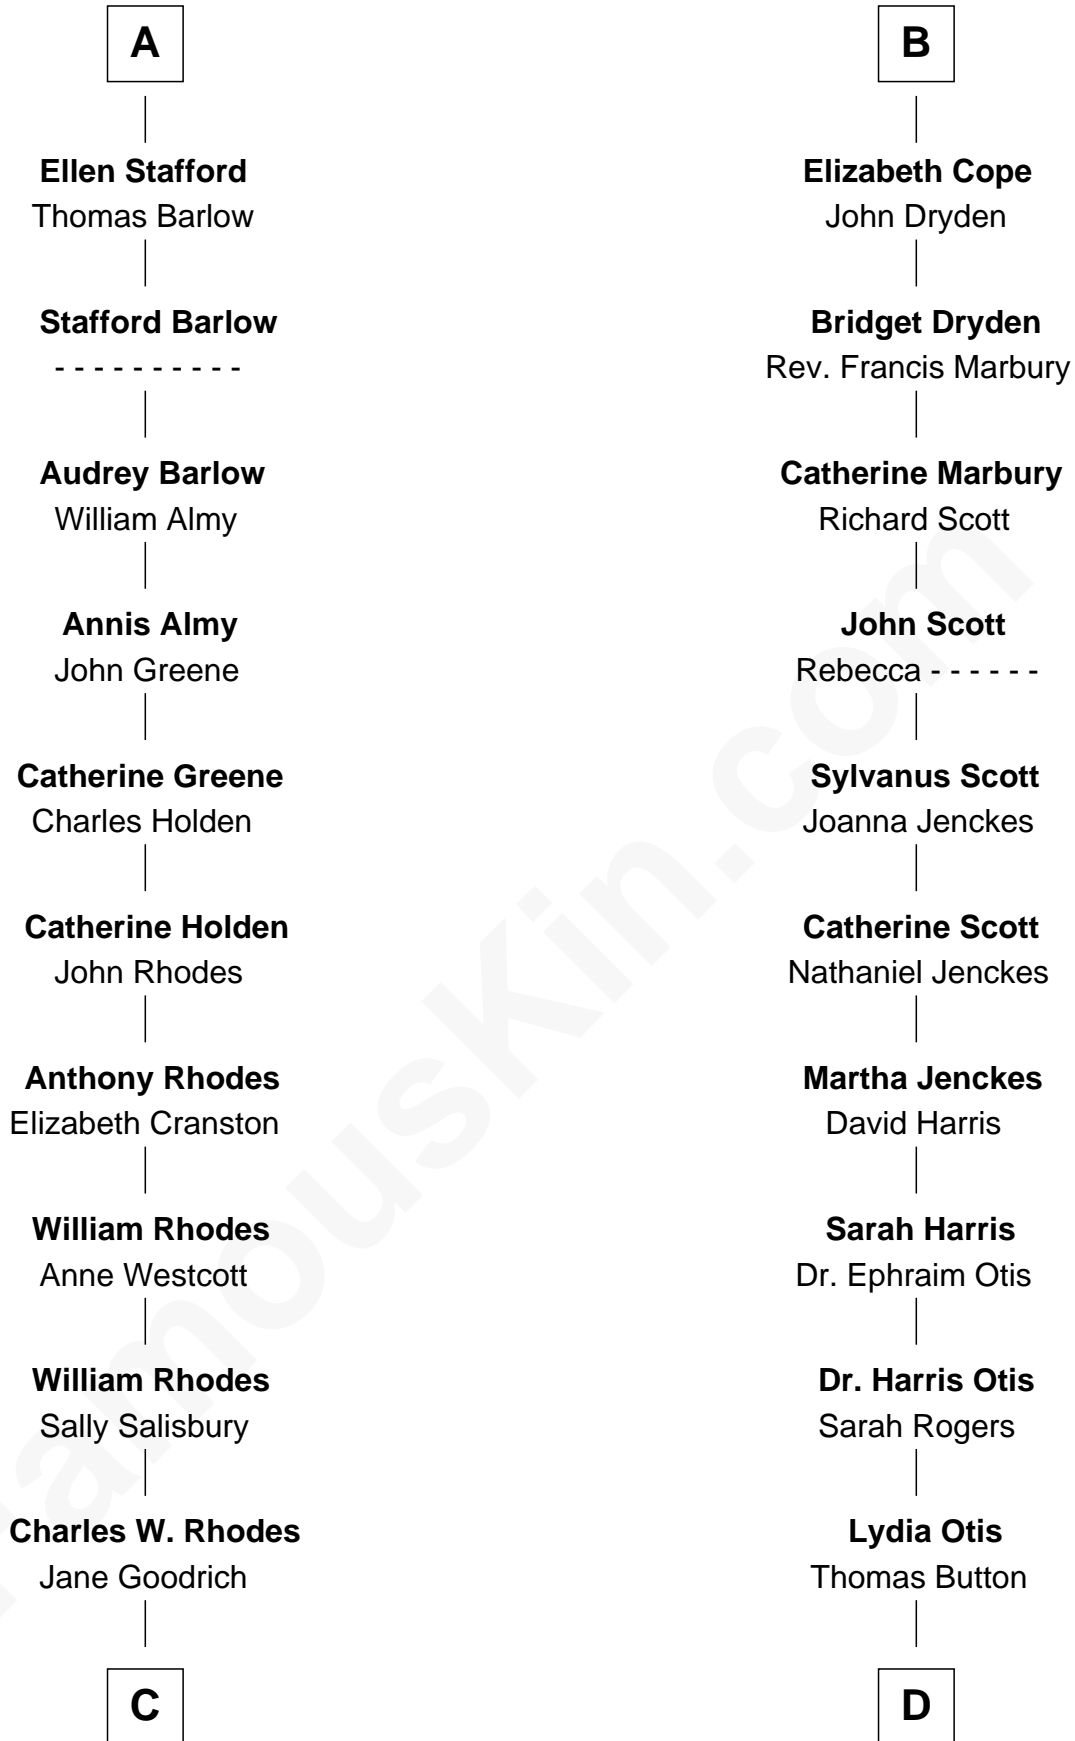 A
Ellen Stafford
Thomas Barlow
Stafford Barlow
- - - - - - - - - -
Audrey Barlow
William Almy
Annis Almy
John Greene
Catherine Greene
Charles Holden
Catherine Holden
John Rhodes
Anthony Rhodes
Elizabeth Cranston
William Rhodes
Anne Westcott
William Rhodes
Sally Salisbury
Charles W. Rhodes
Jane Goodrich
C
B
Elizabeth Cope
John Dryden
Bridget Dryden
Rev. Francis Marbury
Catherine Marbury
Richard Scott
John Scott
Rebecca - - - - - -
Sylvanus Scott
Joanna Jenckes
Catherine Scott
Nathaniel Jenckes
Martha Jenckes
David Harris
Sarah Harris
Dr. Ephraim Otis
Dr. Harris Otis
Sarah Rogers
Lydia Otis
Thomas Button
D
FamousKin.com